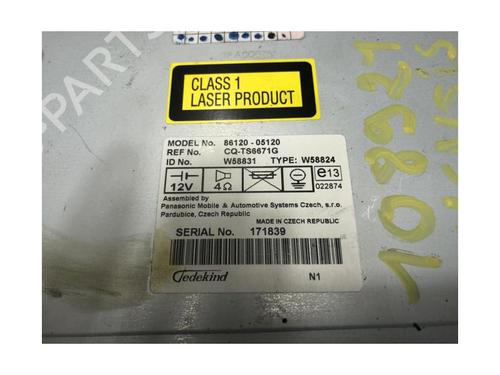 CLASS 1
LASER PRODUCT
MODEL No. 86120 - 05120
REF No. CQ-TS6671G
ID No. W58831 TYPE: W58824
12V 4Ω e13
022874
Assembled by
Panasonic Mobile & Automotive Systems Czech, s.r.o.
Pardubice, Czech Republic
MADE IN CZECH REPUBLIC
SERIAL No. 171839
Tedekind
N1